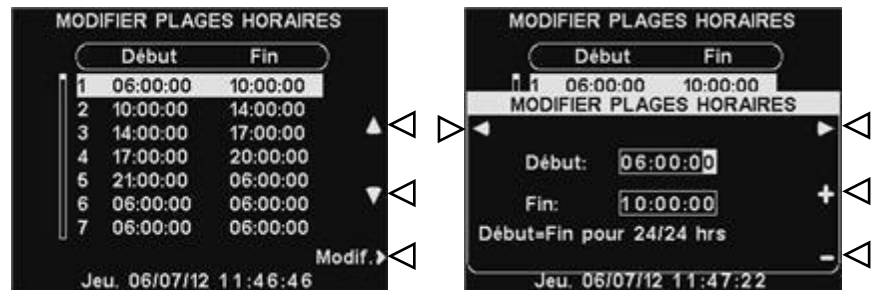 MODIFIER PLAGES HORAIRES
Début Fin
1 06:00:00 10:00:00
2 10:00:00 14:00:00
3 14:00:00 17:00:00
4 17:00:00 20:00:00
5 21:00:00 06:00:00
6 06:00:00 06:00:00
7 06:00:00 06:00:00
Modif.
Jeu. 06/07/12 11:46:46
MODIFIER PLAGES HORAIRES
Début Fin
1 06:00:00 10:00:00
MODIFIER PLAGES HORAIRES
Début: 06:00:00
+
Fin: 10:00:00
Début=Fin pour 24/24 hrs
-
Jeu. 06/07/12 11:47:22